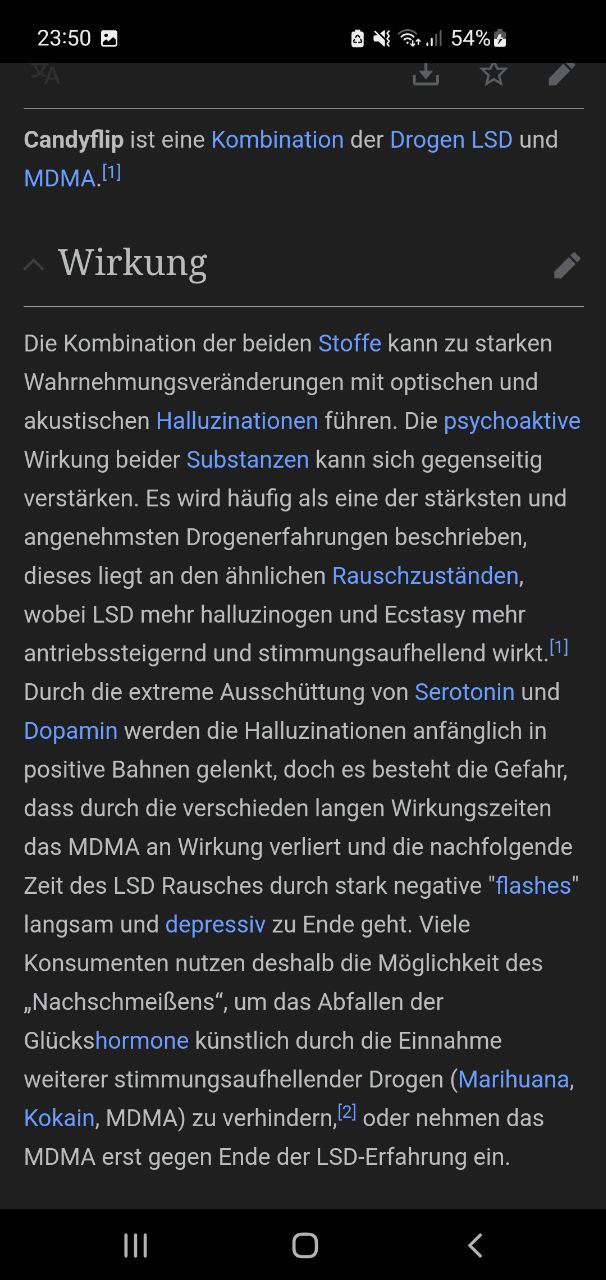 23:50
54%
Candyflip ist eine Kombination der Drogen LSD und
MDMA.[1]
Wirkung
Die Kombination der beiden Stoffe kann zu starken
Wahrnehmungsveränderungen mit optischen und
akustischen Halluzinationen führen. Die psychoaktive
Wirkung beider Substanzen kann sich gegenseitig
verstärken. Es wird häufig als eine der stärksten und
angenehmsten Drogenerfahrungen beschrieben,
dieses liegt an den ähnlichen Rauschzuständen,
wobei LSD mehr halluzinogen und Ecstasy mehr
antriebssteigernd und stimmungsaufhellend wirkt.[1]
Durch die extreme Ausschüttung von Serotonin und
Dopamin werden die Halluzinationen anfänglich in
positive Bahnen gelenkt, doch es besteht die Gefahr,
dass durch die verschieden langen Wirkungszeiten
das MDMA an Wirkung verliert und die nachfolgende
Zeit des LSD Rausches durch stark negative "flashes"
langsam und depressiv zu Ende geht. Viele
Konsumenten nutzen deshalb die Möglichkeit des
„Nachschmeißens“, um das Abfallen der
Glückshormone künstlich durch die Einnahme
weiterer stimmungsaufhellender Drogen (Marihuana,
Kokain, MDMA) zu verhindern,[2] oder nehmen das
MDMA erst gegen Ende der LSD-Erfahrung ein.